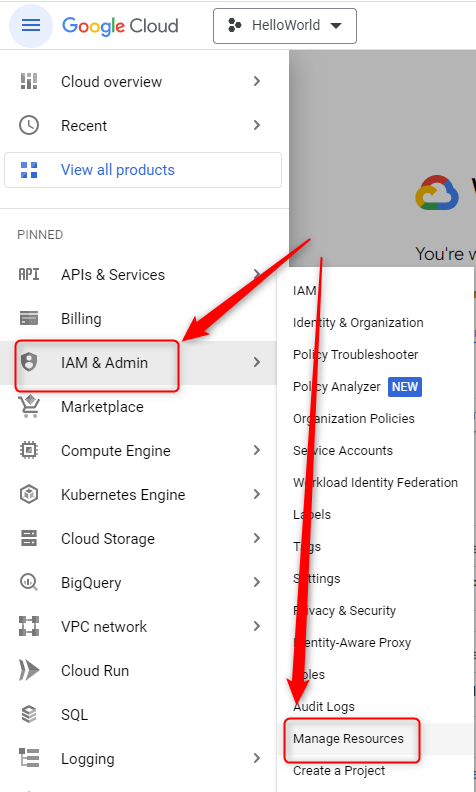 Google Cloud
HelloWorld
Cloud overview
Recent
View all products
PINNED
API
APIs & Services
Billing
IAM & Admin
Marketplace
Compute Engine
Kubernetes Engine
Cloud Storage
BigQuery
VPC network
Cloud Run
SQL
Logging
You're w
IAM
Identity & Organization
Policy Troubleshooter
Policy Analyzer NEW
Organization Policies
Service Accounts
Workload Identity Federation
Labels
Tags
Settings
Privacy & Security
Identity-Aware Proxy
Roles
Audit Logs
Manage Resources
Create a Project